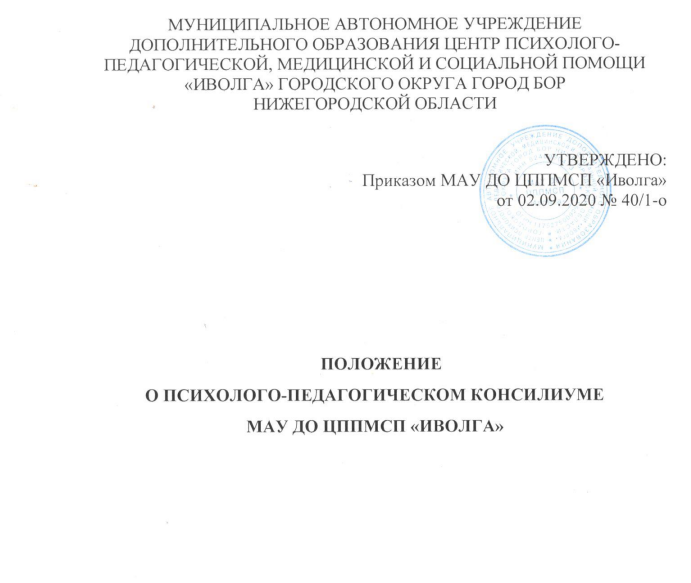 МУНИЦИПАЛЬНОЕ АВТОНОМНОЕ УЧРЕЖДЕНИЕ
ДОПОЛНИТЕЛЬНОГО ОБРАЗОВАНИЯ ЦЕНТР ПСИХОЛОГО-
ПЕДАГОГИЧЕСКОЙ, МЕДИЦИНСКОЙ И СОЦИАЛЬНОЙ ПОМОЩИ
«ИВОЛГА» ГОРОДСКОГО ОКРУГА ГОРОД БОР
НИЖЕГОРОДСКОЙ ОБЛАСТИ
УТВЕРЖДЕНО:
Приказом МАУ ДО ЦППМСП «Иволга»
от 02.09.2020 № 40/1-о
ПОЛОЖЕНИЕ
О ПСИХОЛОГО-ПЕДАГОГИЧЕСКОМ КОНСИЛИУМЕ
МАУ ДО ЦППМСП «ИВОЛГА»